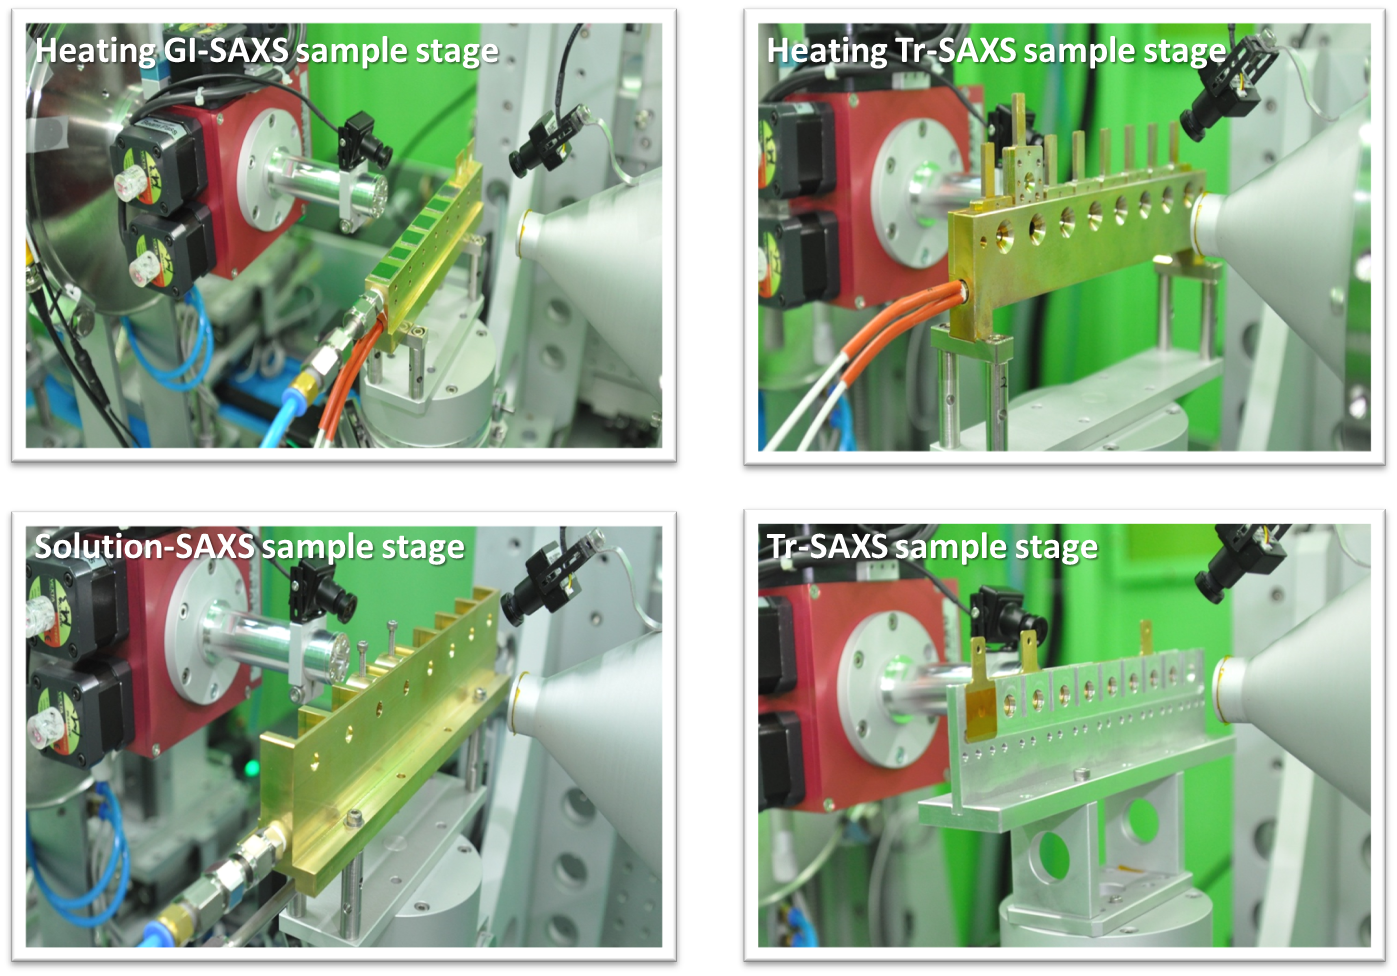 Heating GI-SAXS sample stage
Heating Tr-SAXS sample stage
Solution-SAXS sample stage
Tr-SAXS sample stage